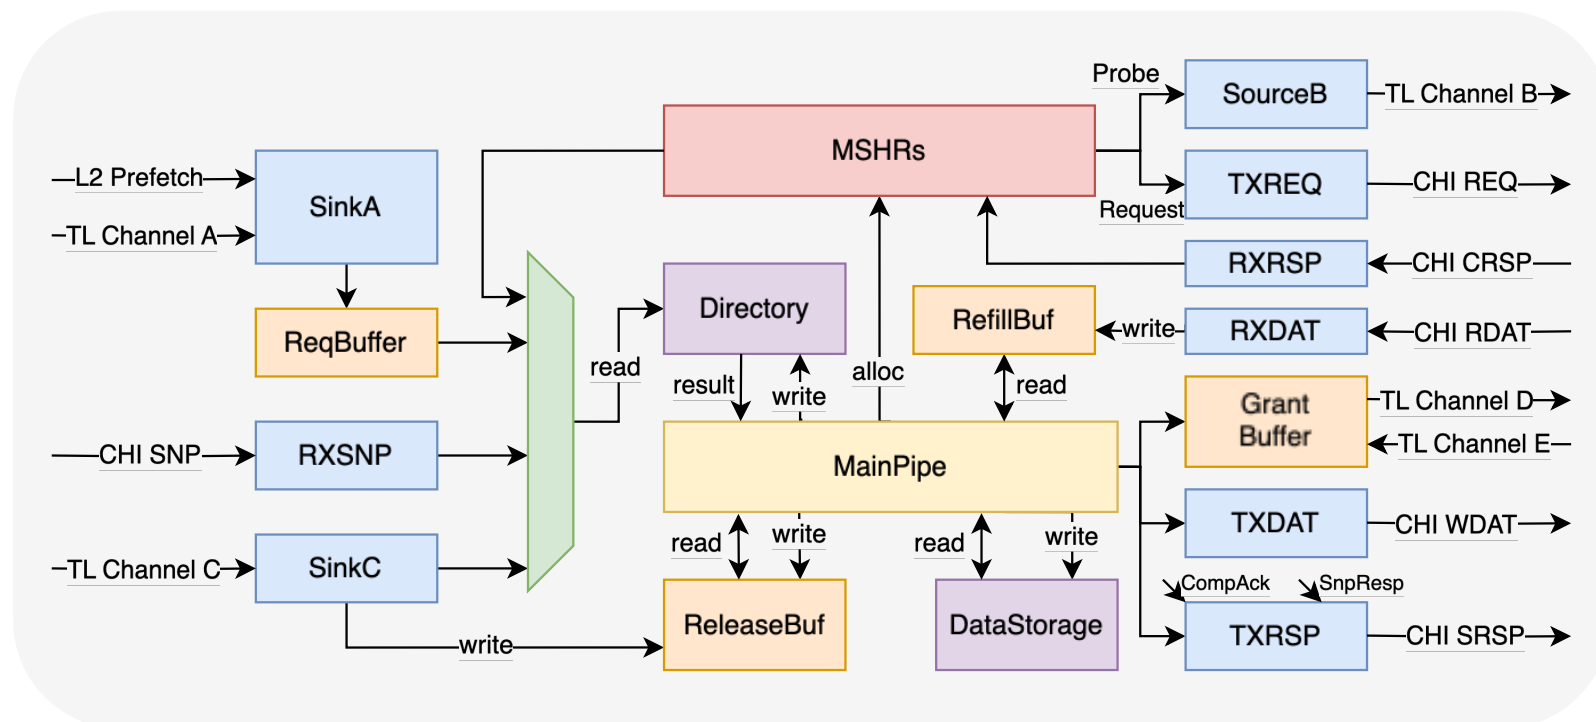 Probe
SourceB
TL Channel B
MSHRs
L2 Prefetch
SinkA
TXREQ
CHI REQ
Request
TL Channel A
RXRSP
CHI CRSP
Directory
RefillBuf
write
RXDAT
CHI RDAT
ReqBuffer
read
result
write
alloc
read
Grant
Buffer
TL Channel D
TL Channel E
CHI SNP
RXSNP
MainPipe
TXDAT
CHI WDAT
read
write
read
write
TL Channel C
SinkC
CompAck
SnpResp
ReleaseBuf
DataStorage
TXRSP
CHI SRSP
write